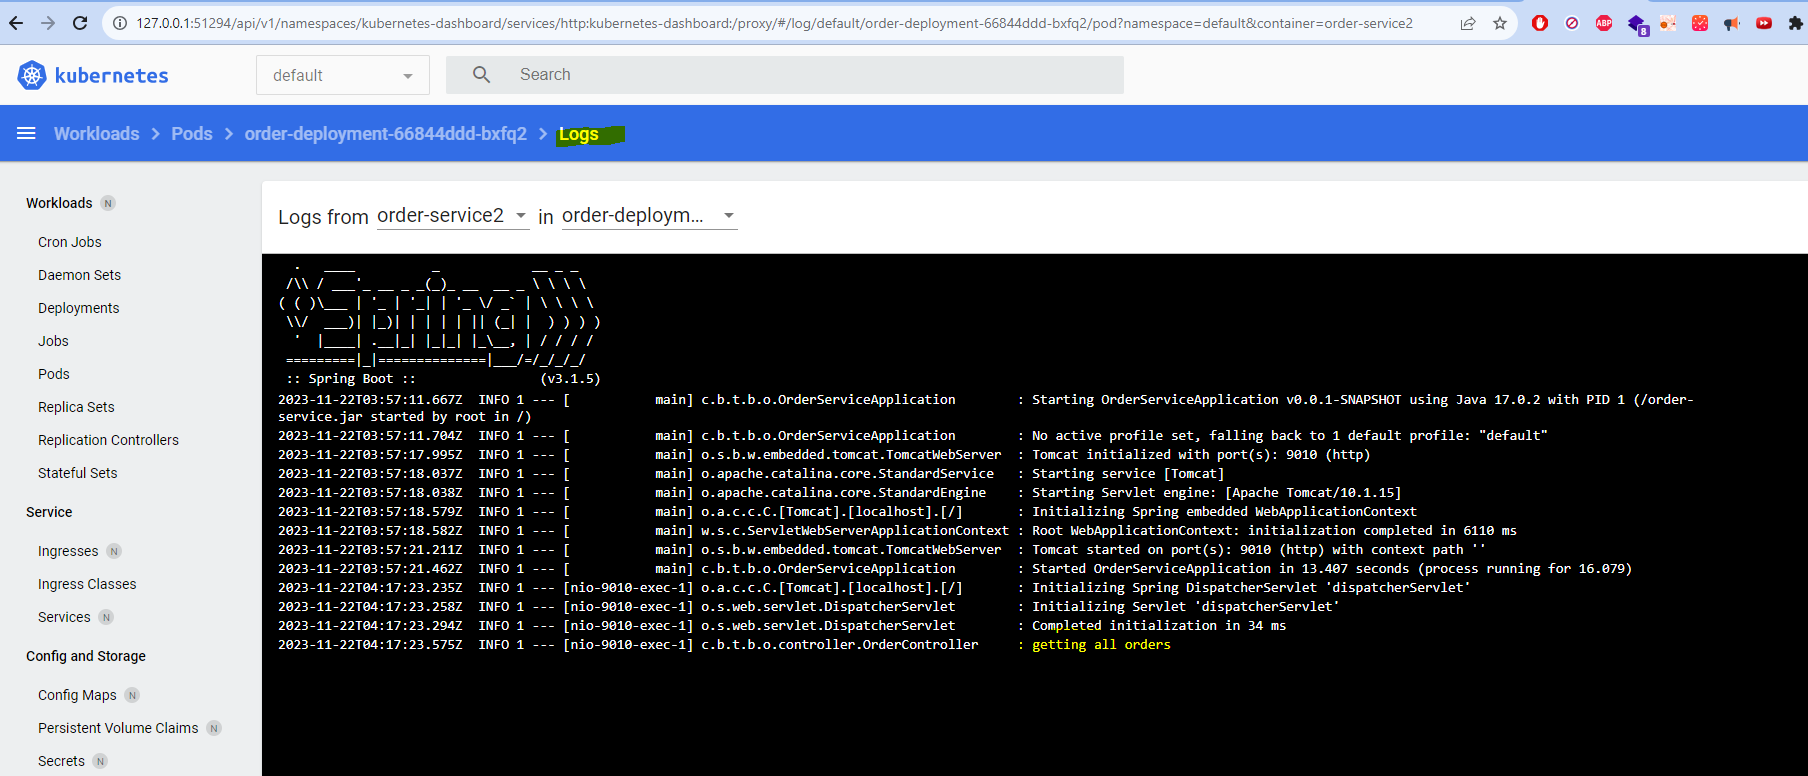 127.0.0.1:51294/api/v1/namespaces/kubernetes-dashboard/services/http:kubernetes-dashboard:/proxy/#/log/default/order-deployment-66844ddd-bxfq2/pod?namespace=default&container=order-service2
ABP
8
kubernetes
default
Search
Workloads > Pods > order-deployment-66844ddd-bxfq2 > Logs
Workloads N
Cron Jobs
Daemon Sets
Deployments
Jobs
Pods
Replica Sets
Replication Controllers
Stateful Sets
Service
Ingresses N
Ingress Classes
Services N
Config and Storage
Config Maps N
Persistent Volume Claims N
Secrets N
Logs from order-service2 in order-deploym...
  .   ____          _            __ _ _
 /\\ / ___'_ __ _ _(_)_ __  __ _ \ \ \ \
( ( )\___ | '_ | '_| | '_ \/ _` | \ \ \ \
 \\/  ___)| |_)| | | | | || (_| |  ) ) ) )
  '  |____| .__|_| |_|_| |_\__, | / / / /
 =========|_|==============|___/=/_/_/_/
 :: Spring Boot ::                (v3.1.5)
2023-11-22T03:57:11.667Z  INFO 1 --- [           main] c.b.t.b.o.OrderServiceApplication        : Starting OrderServiceApplication v0.0.1-SNAPSHOT using Java 17.0.2 with PID 1 (/order-
service.jar started by root in /)
2023-11-22T03:57:11.704Z  INFO 1 --- [           main] c.b.t.b.o.OrderServiceApplication        : No active profile set, falling back to 1 default profile: "default"
2023-11-22T03:57:17.995Z  INFO 1 --- [           main] o.s.b.w.embedded.tomcat.TomcatWebServer  : Tomcat initialized with port(s): 9010 (http)
2023-11-22T03:57:18.037Z  INFO 1 --- [           main] o.apache.catalina.core.StandardService   : Starting service [Tomcat]
2023-11-22T03:57:18.038Z  INFO 1 --- [           main] o.apache.catalina.core.StandardEngine    : Starting Servlet engine: [Apache Tomcat/10.1.15]
2023-11-22T03:57:18.579Z  INFO 1 --- [           main] o.a.c.c.C.[Tomcat].[localhost].[/]       : Initializing Spring embedded WebApplicationContext
2023-11-22T03:57:18.582Z  INFO 1 --- [           main] w.s.c.ServletWebServerApplicationContext : Root WebApplicationContext: initialization completed in 6110 ms
2023-11-22T03:57:21.211Z  INFO 1 --- [           main] o.s.b.w.embedded.tomcat.TomcatWebServer  : Tomcat started on port(s): 9010 (http) with context path ''
2023-11-22T03:57:21.462Z  INFO 1 --- [           main] c.b.t.b.o.OrderServiceApplication        : Started OrderServiceApplication in 13.407 seconds (process running for 16.079)
2023-11-22T04:17:23.235Z  INFO 1 --- [nio-9010-exec-1] o.a.c.c.C.[Tomcat].[localhost].[/]       : Initializing Spring DispatcherServlet 'dispatcherServlet'
2023-11-22T04:17:23.258Z  INFO 1 --- [nio-9010-exec-1] o.s.web.servlet.DispatcherServlet        : Initializing Servlet 'dispatcherServlet'
2023-11-22T04:17:23.294Z  INFO 1 --- [nio-9010-exec-1] o.s.web.servlet.DispatcherServlet        : Completed initialization in 34 ms
2023-11-22T04:17:23.575Z  INFO 1 --- [nio-9010-exec-1] c.b.t.b.o.controller.OrderController     : getting all orders